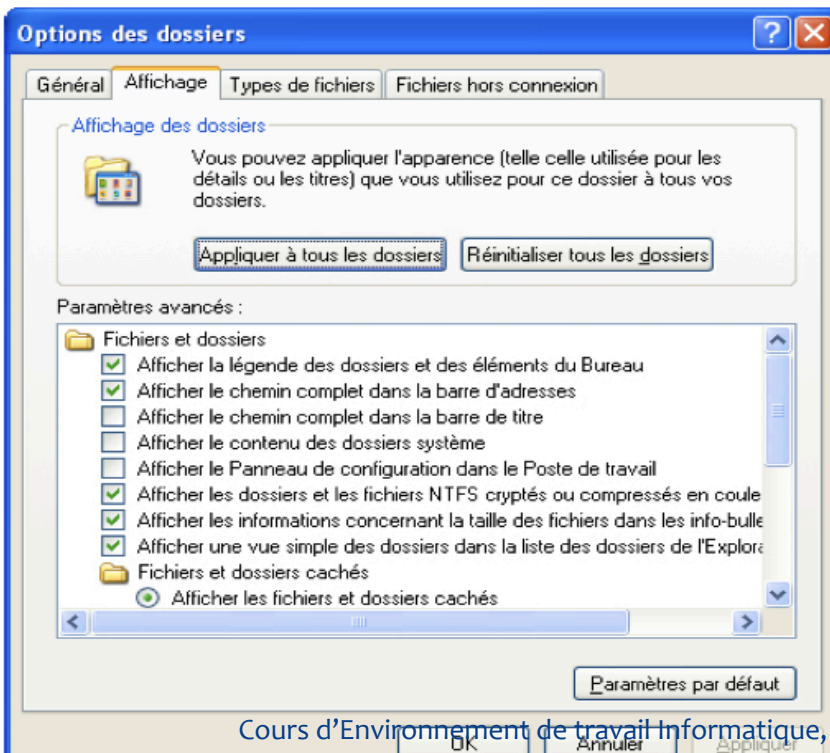 Options des dossiers
Général Affichage Types de fichiers Fichiers hors connexion
Affichage des dossiers
Vous pouvez appliquer l'apparence (telle celle utilisée pour les
détails ou les titres) que vous utilisez pour ce dossier à tous vos
dossiers.
Appliquer à tous les dossiers Réinitialiser tous les dossiers
Paramètres avancés :
Fichiers et dossiers
Afficher la légende des dossiers et des éléments du Bureau
Afficher le chemin complet dans la barre d'adresses
Afficher le chemin complet dans la barre de titre
Afficher le contenu des dossiers système
Afficher le Panneau de configuration dans le Poste de travail
Afficher les dossiers et les fichiers NTFS cryptés ou compressés en coule
Afficher les informations concernant la taille des fichiers dans les info-bulle
Afficher une vue simple des dossiers dans la liste des dossiers de l'Explora
Fichiers et dossiers cachés
Afficher les fichiers et dossiers cachés
Paramètres par défaut
Cours d'Environnement de travail Informatique,
OK Annuler Appliquer